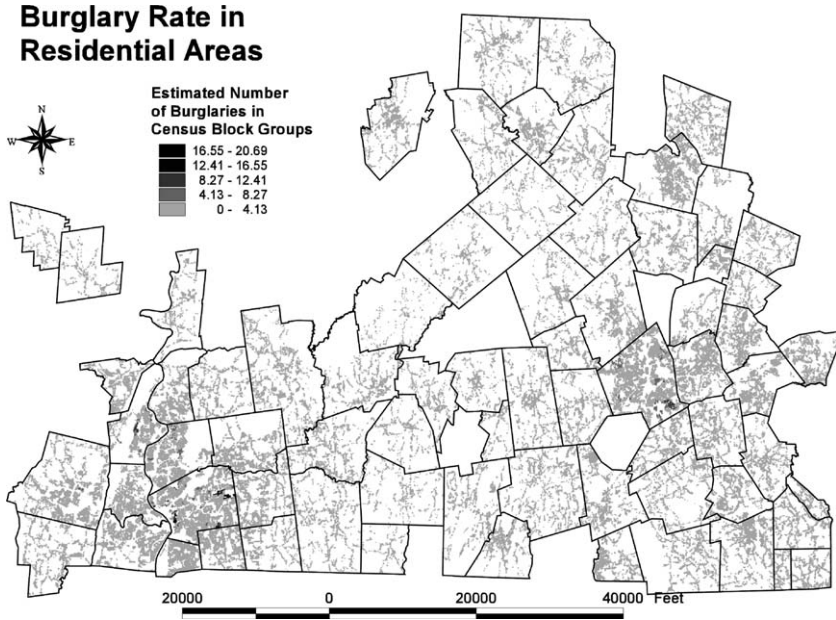 Burglary Rate in
Residential Areas
Estimated Number
of Burglaries in
Census Block Groups
N
W E
S
16.55 - 20.69
12.41 - 16.55
8.27 - 12.41
4.13 - 8.27
0 - 4.13
20000 0 20000 40000 Feet